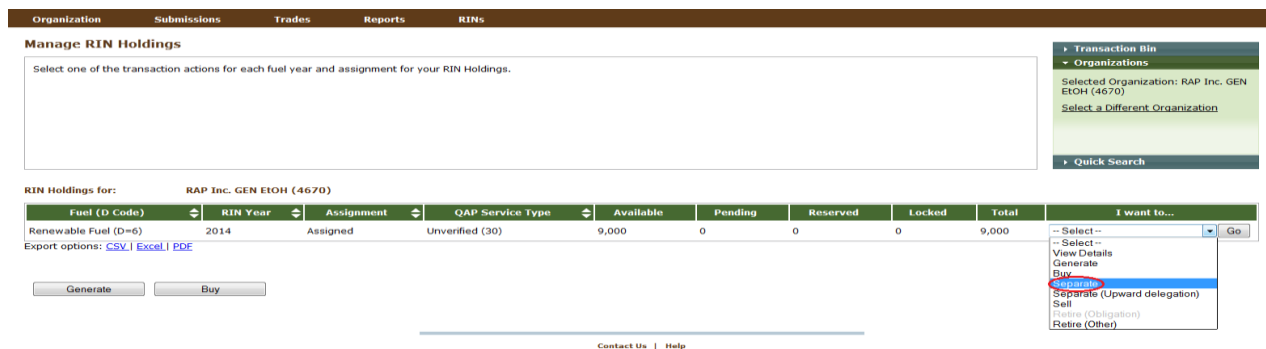 Organization Submissions Trades Reports RINs
Manage RIN Holdings
Select one of the transaction actions for each fuel year and assignment for your RIN Holdings.
Transaction Bin
Organizations
Selected Organization: RAP Inc. GEN
EtOH (4670)
Select a Different Organization
Quick Search
RIN Holdings for: RAP Inc. GEN EtOH (4670)
Fuel (D Code) RIN Year Assignment QAP Service Type Available Pending Reserved Locked Total I want to...
Renewable Fuel (D=6) 2014 Assigned Unverified (30) 9,000 0 0 0 9,000 -- Select -- Go
Export options: CSV | Excel | PDF
-- Select --
View Details
Generate
Buy
Separate
Separate (Upward delegation)
Sell
Retire (Obligation)
Retire (Other)
Generate Buy
Contact Us | Help